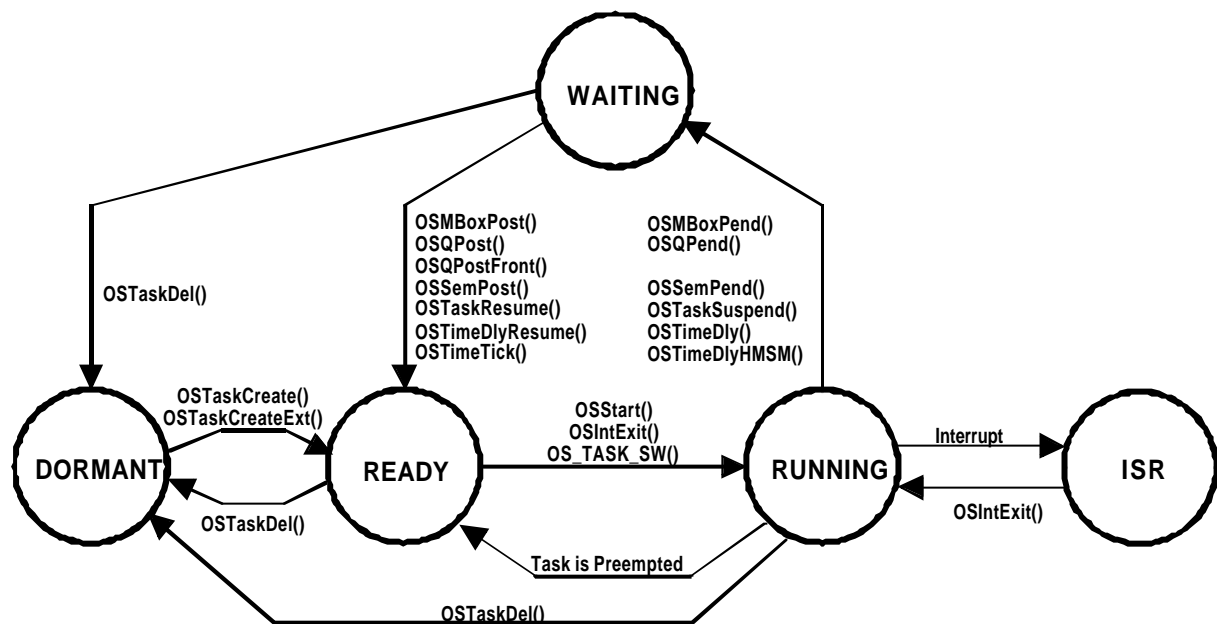 WAITING
OSMBoxPost()
OSQPost()
OSQPostFront()
OSSemPost()
OSTaskResume()
OSTimeDlyResume()
OSTimeTick()
OSMBoxPend()
OSQPend()
OSSemPend()
OSTaskSuspend()
OSTimeDly()
OSTimeDlyHMSM()
OSTaskDel()
OSTaskCreate()
OSTaskCreateExt()
OSStart()
OSIntExit()
OS_TASK_SW()
Interrupt
DORMANT
READY
RUNNING
ISR
OSTaskDel()
OSIntExit()
Task is Preempted
OSTaskDel()